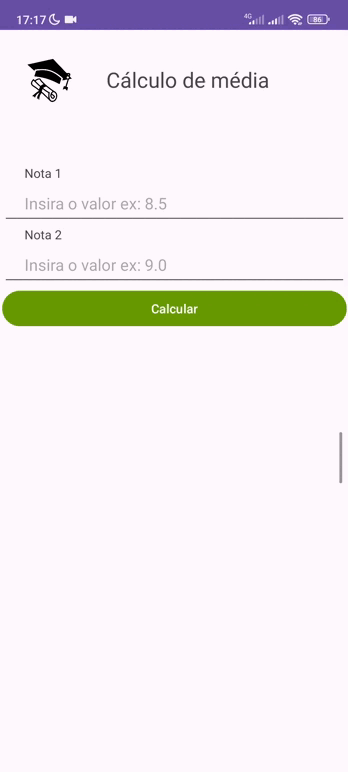 17:17 4G 86
Cálculo de média
Nota 1
Insira o valor ex: 8.5
Nota 2
Insira o valor ex: 9.0
Calcular